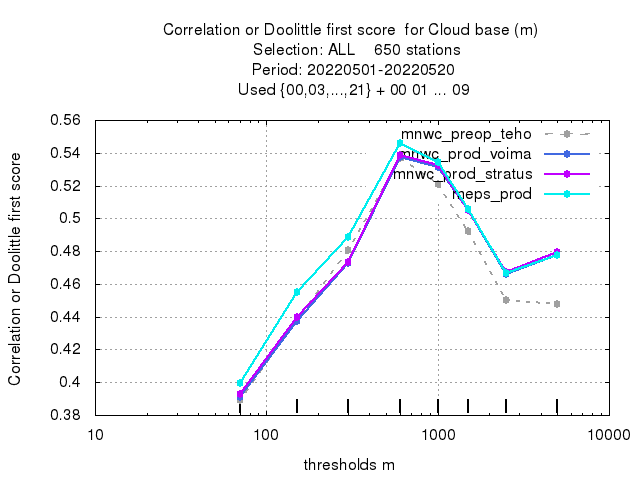 Correlation or Doolittle first score  for Cloud base (m)
Selection: ALL    650 stations
Period: 20220501-20220520
Used {00,03,...,21} + 00 01 ... 09
mnwc_preop_teho
mnwc_prod_voima
mnwc_prod_stratus
meps_prod
Correlation or Doolittle first score
0.56
0.54
0.52
0.5
0.48
0.46
0.44
0.42
0.4
0.38
10
100
1000
10000
thresholds m